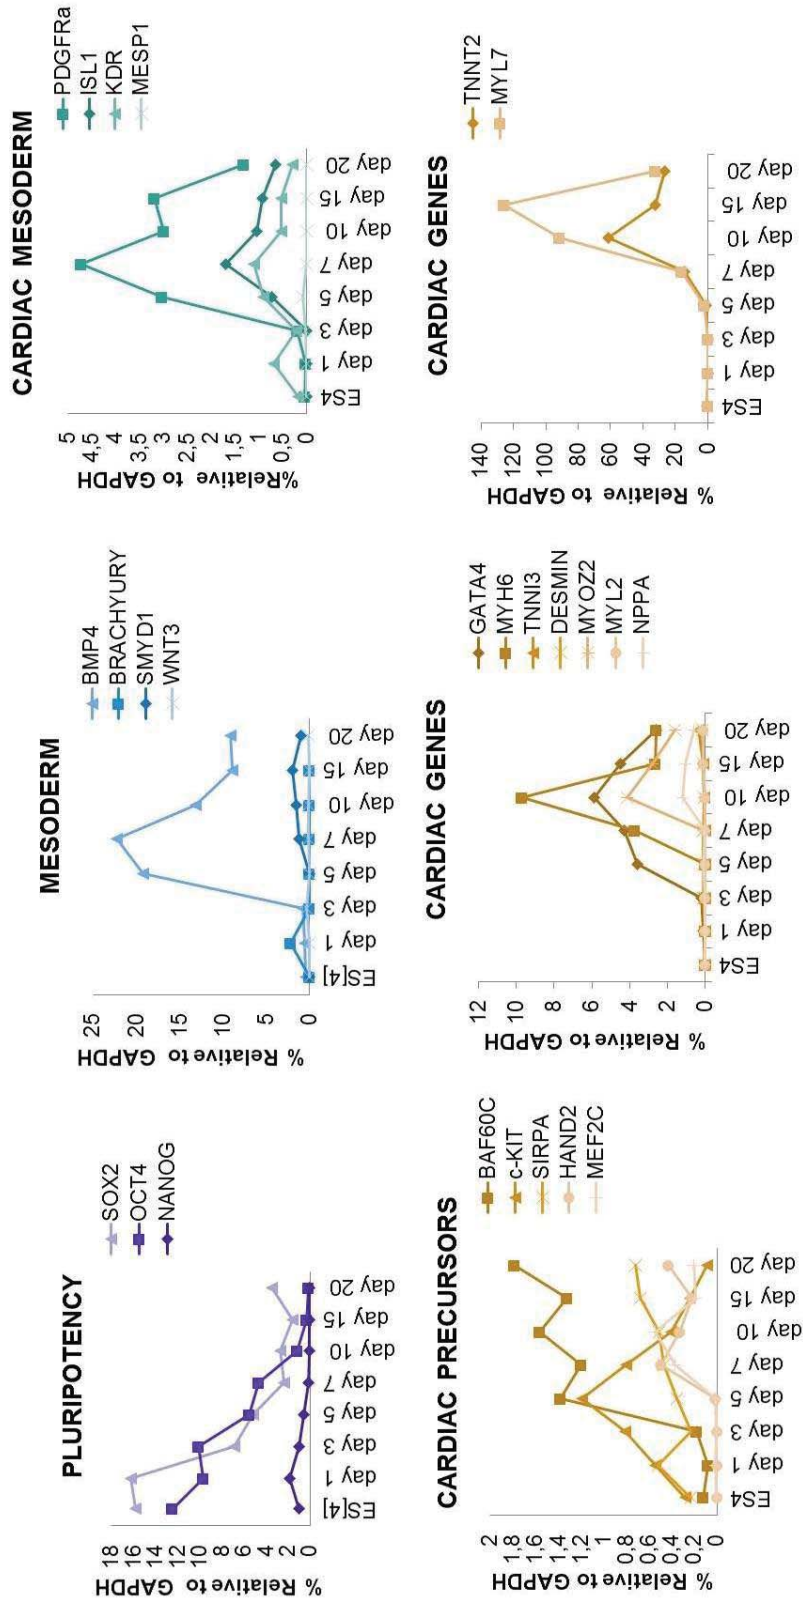 PLURIPOTENCY
% Relative to GAPDH
18
16
14
12
10
8
6
4
2
0
ES[4]
day 1
day 3
day 5
day 7
day 10
day 15
day 20
SOX2
OCT4
NANOG
MESODERM
% Relative to GAPDH
25
20
15
10
5
0
ES[4]
day 1
day 3
day 5
day 7
day 10
day 15
day 20
BMP4
BRACHYURY
SMYD1
WNT3
CARDIAC MESODERM
%Relative to GAPDH
5
4,5
4
3,5
3
2,5
2
1,5
1
0,5
0
ES4
day 1
day 3
day 5
day 7
day 10
day 15
day 20
PDGFRa
ISL1
KDR
MESP1
CARDIAC PRECURSORS
% Relative to GAPDH
2
1,8
1,6
1,4
1,2
1
0,8
0,6
0,4
0,2
0
ES4
day 1
day 3
day 5
day 7
day 10
day 15
day 20
BAF60C
c-KIT
SIRPA
HAND2
MEF2C
CARDIAC GENES
% Relative to GAPDH
12
10
8
6
4
2
0
ES4
day 1
day 3
day 5
day 7
day 10
day 15
day 20
GATA4
MYH6
TNNI3
DESMIN
MYOZ2
MYL2
NPPA
CARDIAC GENES
% Relative to GAPDH
140
120
100
80
60
40
20
0
ES4
day 1
day 3
day 5
day 7
day 10
day 15
day 20
TNNT2
MYL7